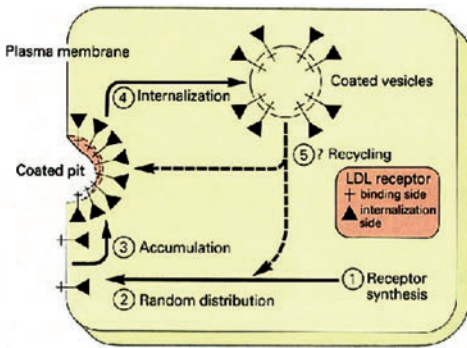 Plasma membrane
④ Internalization
Coated vesicles
Coated pit
⑤? Recycling
LDL receptor
binding side
internalization
side
③ Accumulation
① Receptor
synthesis
② Random distribution